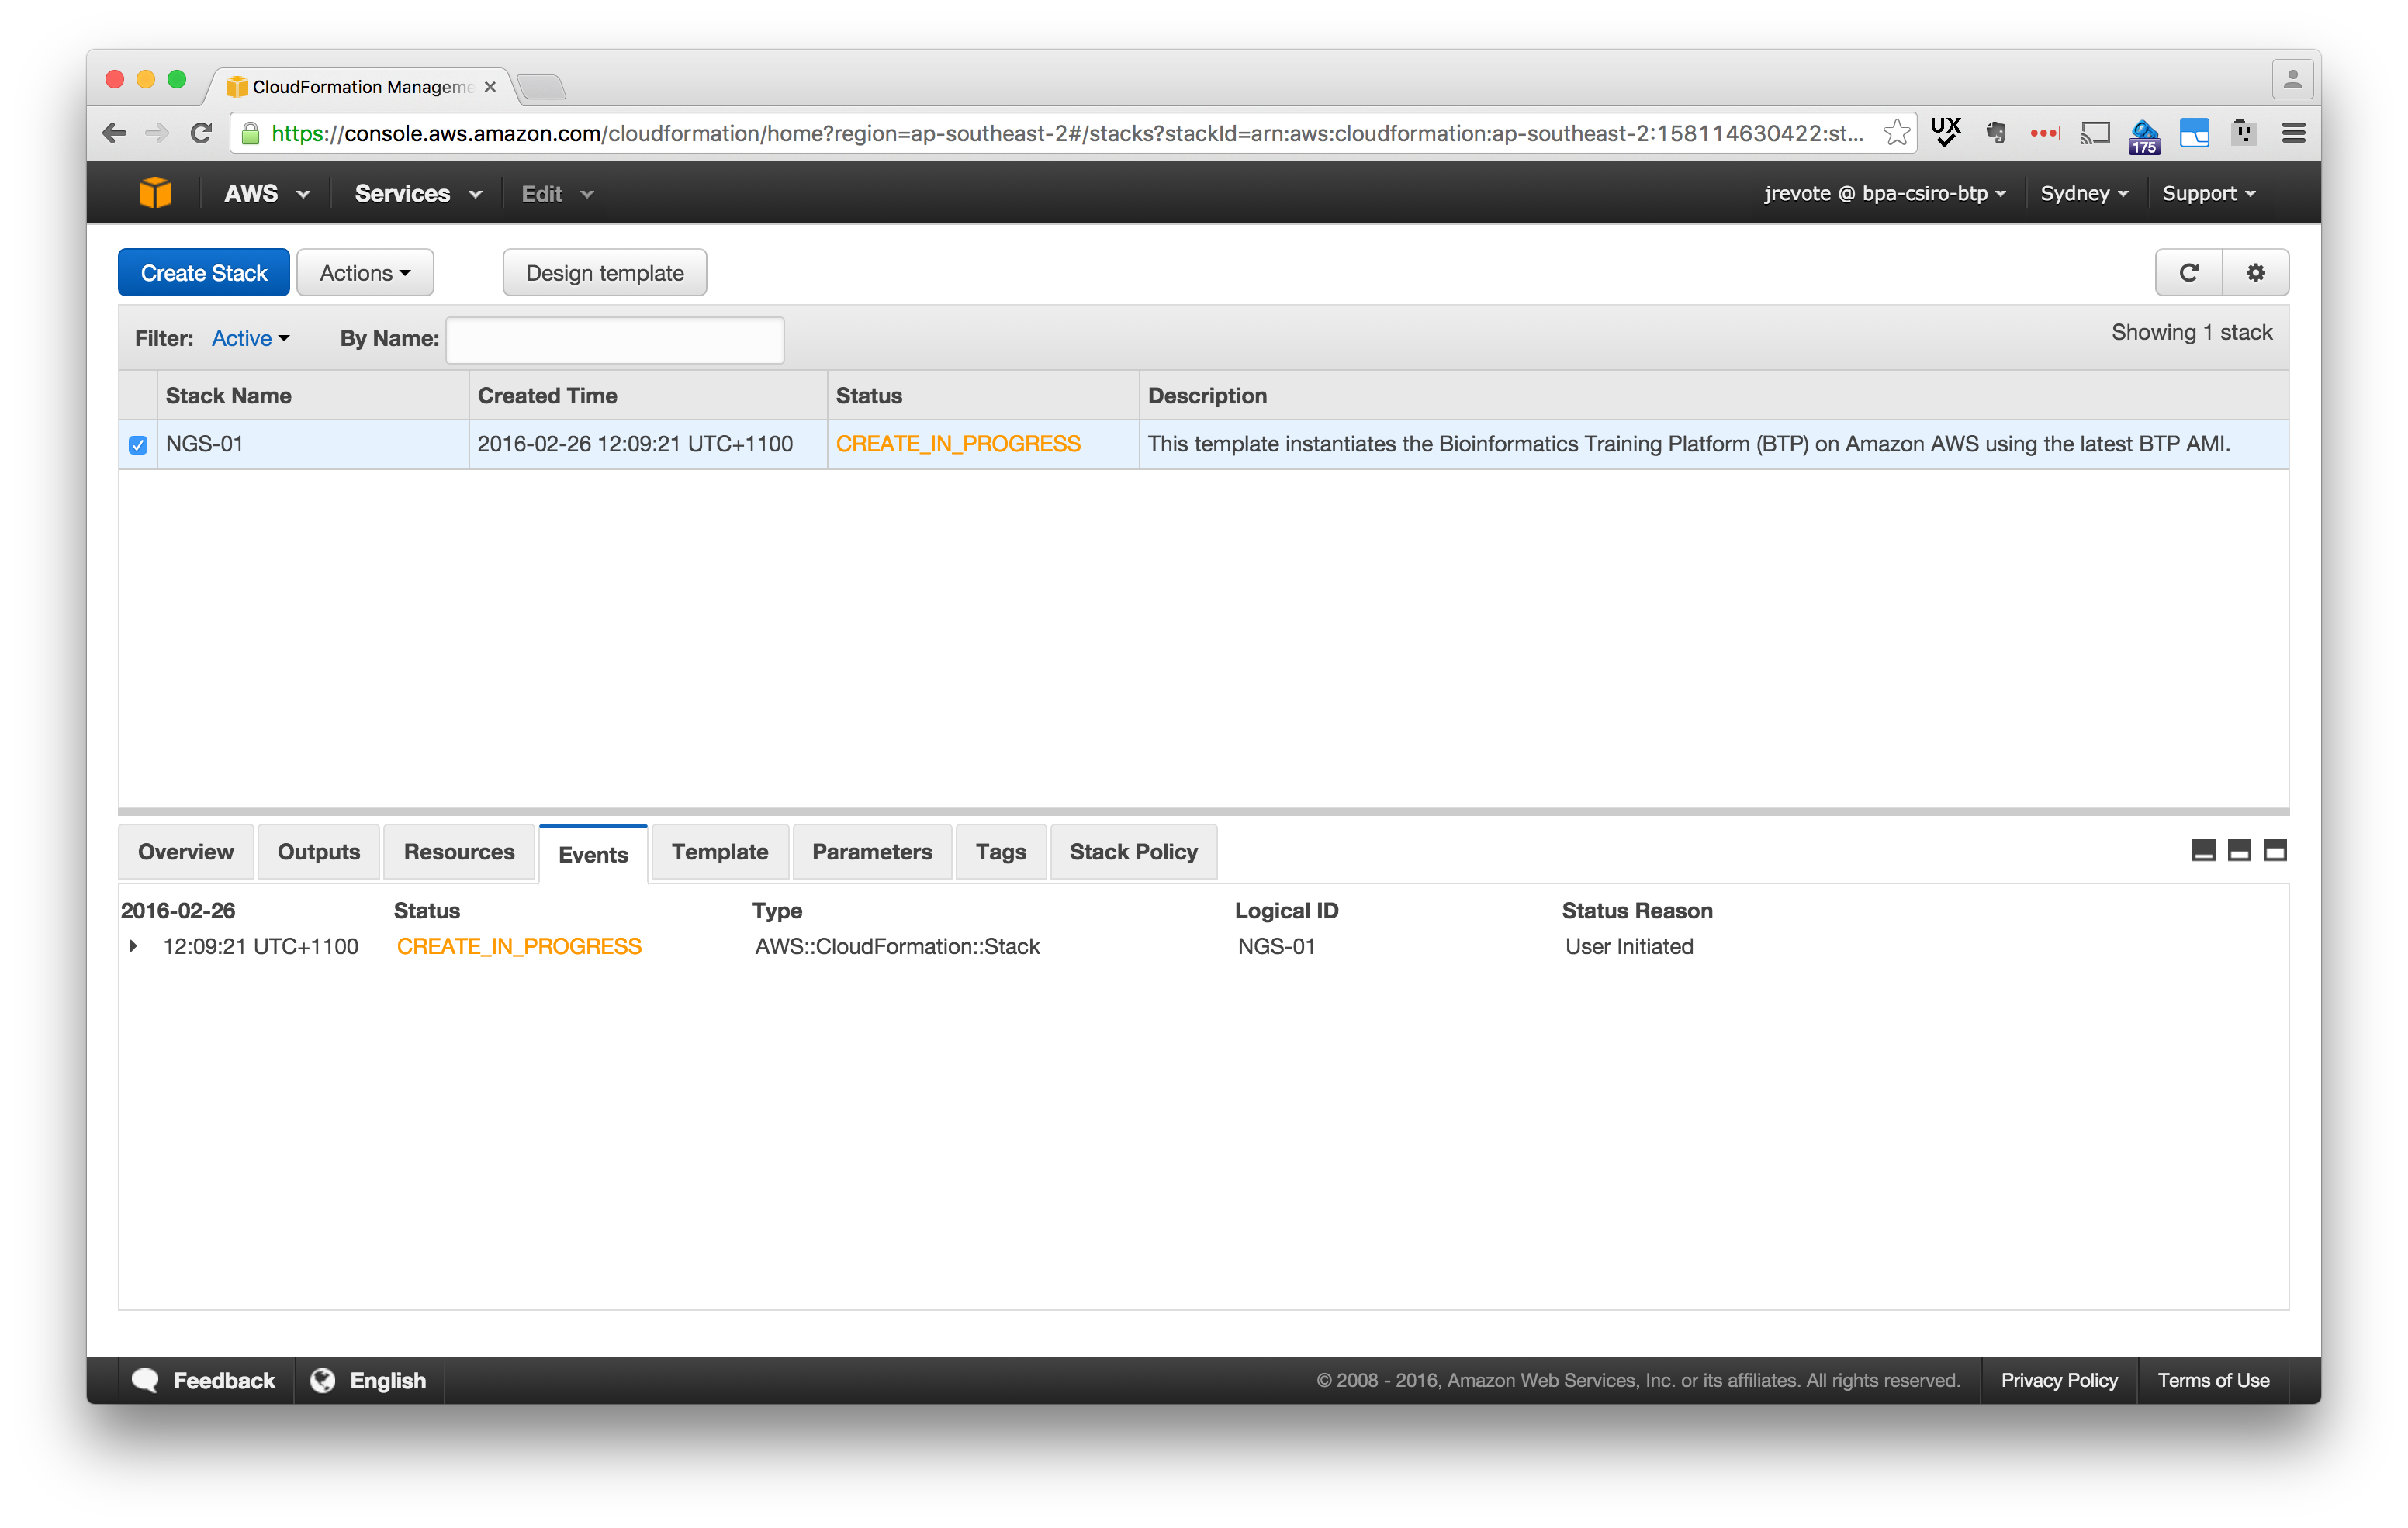 CloudFormation Manageme
https://console.aws.amazon.com/cloudformation/home?region=ap-southeast-2#/stacks?stackId=arn:aws:cloudformation:ap-southeast-2:158114630422:st...
UX
175
AWS Services Edit jrevote @ bpa-csiro-btp Sydney Support
Create Stack Actions Design template
Filter: Active By Name: Showing 1 stack
Stack Name Created Time Status Description
NGS-01 2016-02-26 12:09:21 UTC+1100 CREATE_IN_PROGRESS This template instantiates the Bioinformatics Training Platform (BTP) on Amazon AWS using the latest BTP AMI.
Overview Outputs Resources Events Template Parameters Tags Stack Policy
2016-02-26 Status Type Logical ID Status Reason
12:09:21 UTC+1100 CREATE_IN_PROGRESS AWS::CloudFormation::Stack NGS-01 User Initiated
Feedback English © 2008 - 2016, Amazon Web Services, Inc. or its affiliates. All rights reserved. Privacy Policy Terms of Use